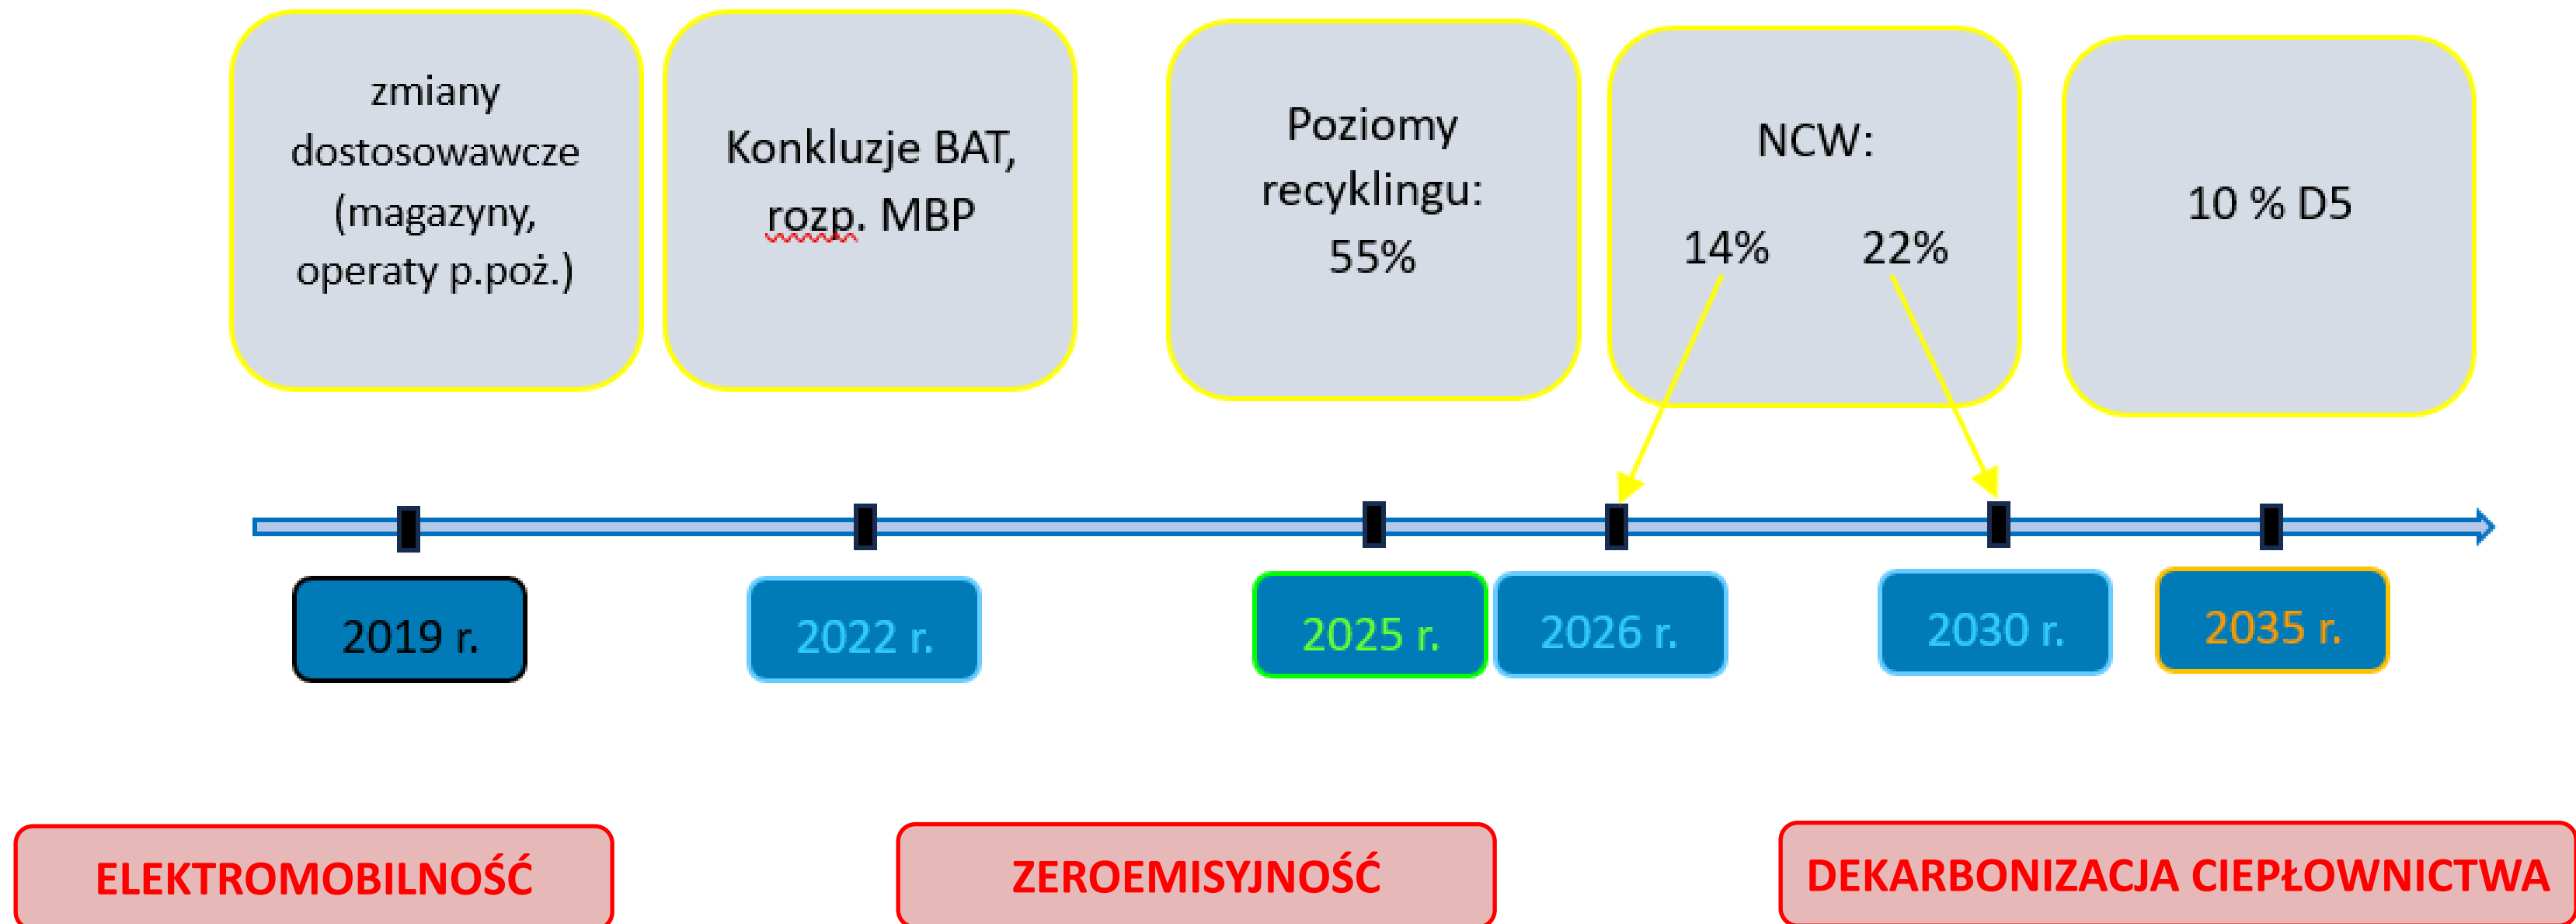 zmiany
dostosowawcze
(magazyny,
operaty p.poż.)
Konkluzje BAT,
rozp. MBP
Poziomy
recyklingu:
55%
NCW:
14% 22%
10 % D5
2019 r.
2022 r.
2025 r.
2026 r.
2030 r.
2035 r.
ELEKTROMOBILNOŚĆ
ZEROEMISYJNOŚĆ
DEKARBONIZACJA CIEPŁOWNICTWA